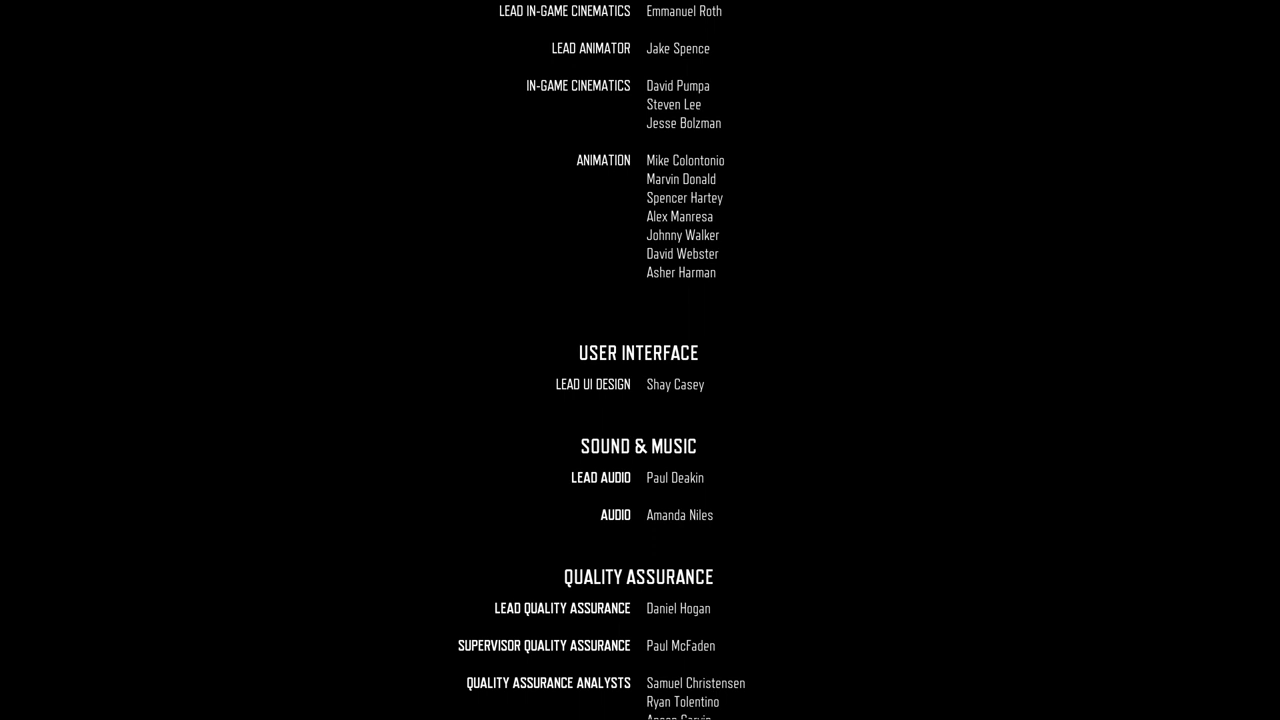 LEAD IN-GAME CINEMATICS Emmanuel Roth
LEAD ANIMATOR Jake Spence
IN-GAME CINEMATICS David Pumpa
Steven Lee
Jesse Bolzman
ANIMATION Mike Colontonio
Marvin Donald
Spencer Hartey
Alex Manresa
Johnny Walker
David Webster
Asher Harman
USER INTERFACE
LEAD UI DESIGN Shay Casey
SOUND & MUSIC
LEAD AUDIO Paul Deakin
AUDIO Amanda Niles
QUALITY ASSURANCE
LEAD QUALITY ASSURANCE Daniel Hogan
SUPERVISOR QUALITY ASSURANCE Paul McFaden
QUALITY ASSURANCE ANALYSTS Samuel Christensen
Ryan Tolentino